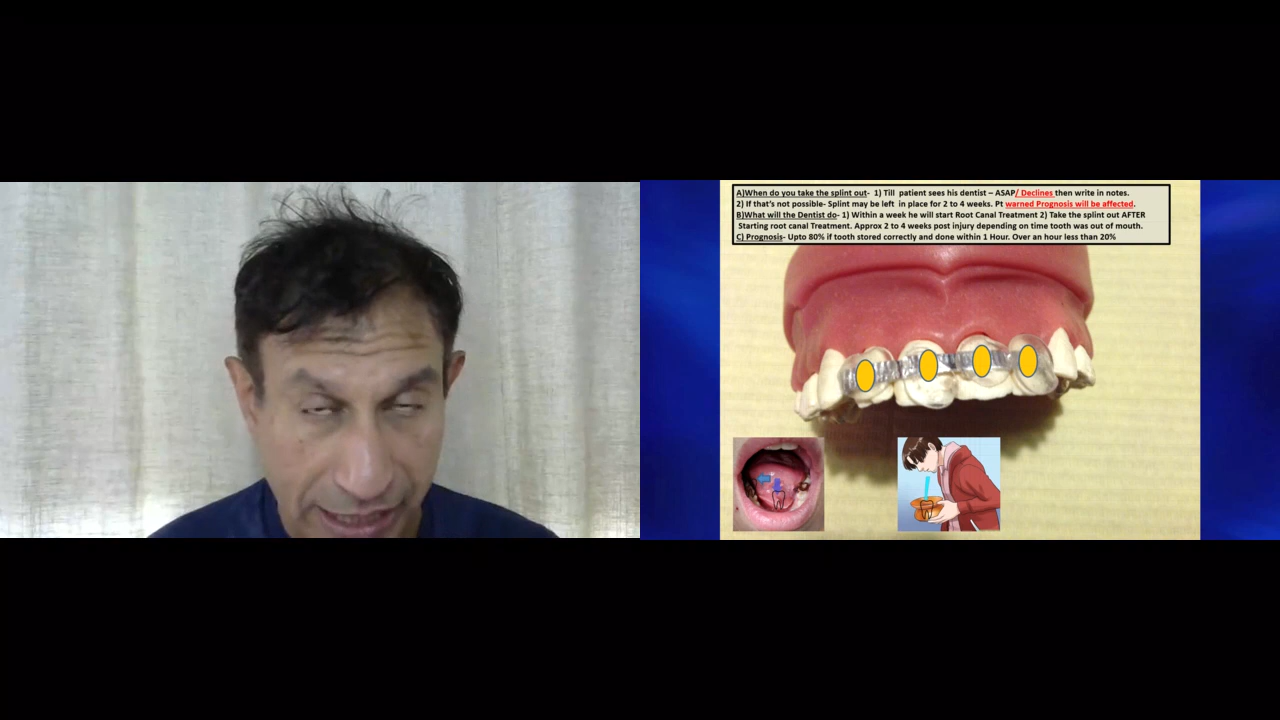 A)When do you take the splint out- 1) Till patient sees his dentist – ASAP/ Declines then write in notes.
2) If that's not possible- Splint may be left in place for 2 to 4 weeks. Pt warned Prognosis will be affected.
B)What will the Dentist do- 1) Within a week he will start Root Canal Treatment 2) Take the splint out AFTER
Starting root canal Treatment. Approx 2 to 4 weeks post injury depending on time tooth was out of mouth.
C) Prognosis- Upto 80% if tooth stored correctly and done within 1 Hour. Over an hour less than 20%